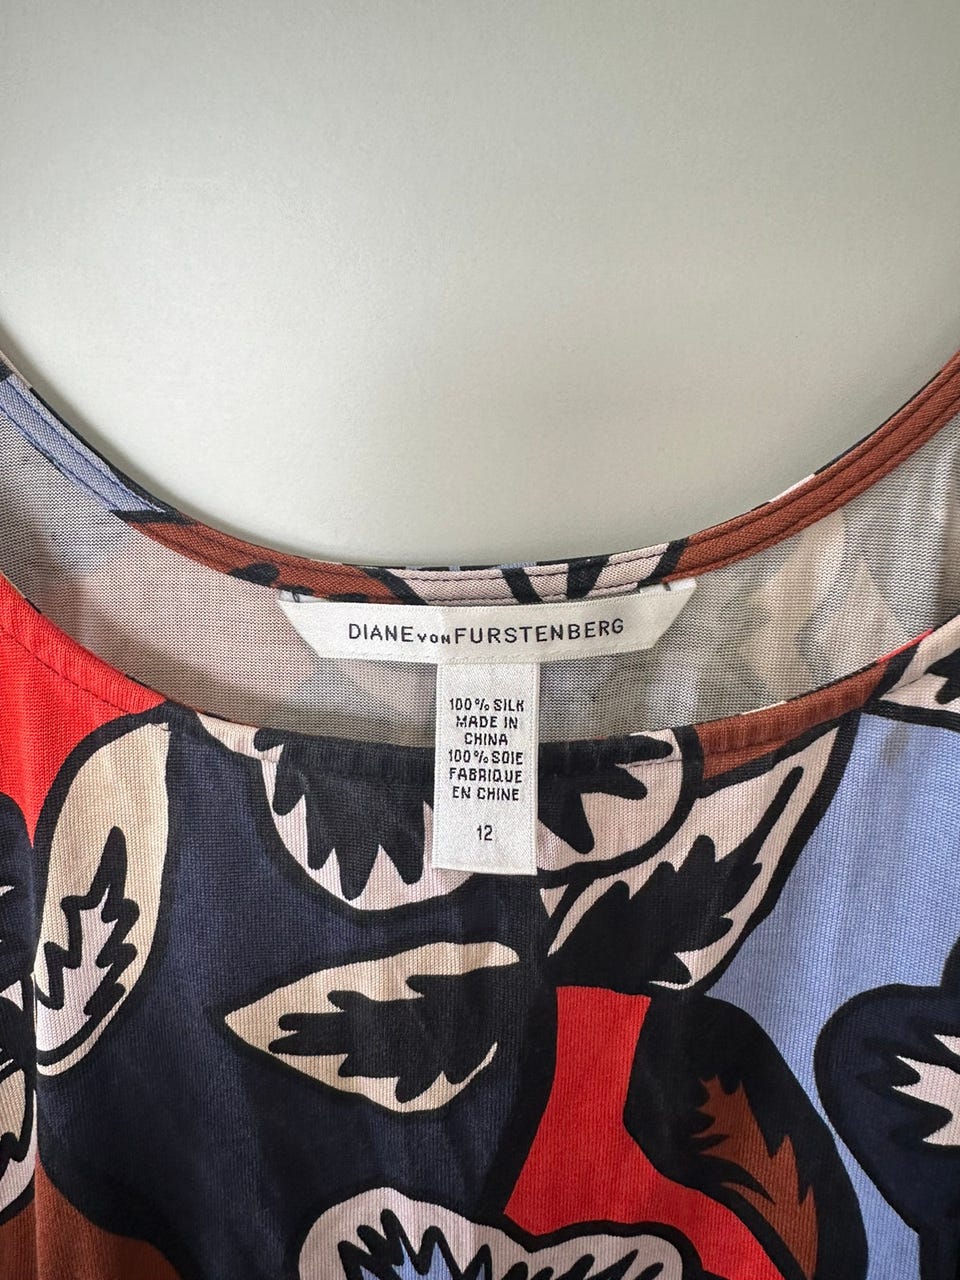 DIANE VON FURSTENBERG
100% SILK
MADE IN
CHINA
100% SOIE
FABRIQUE
EN CHINE
12